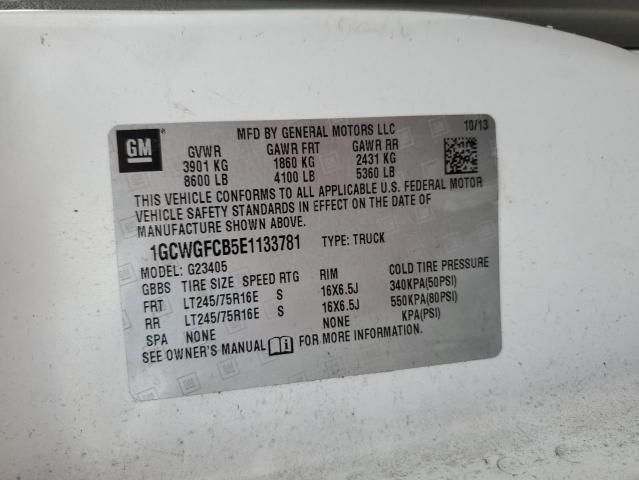 GM
MFD BY GENERAL MOTORS LLC 10/13
GVWR GAWR FRT GAWR RR
3901 KG 1860 KG 2431 KG
8600 LB 4100 LB 5360 LB
THIS VEHICLE CONFORMS TO ALL APPLICABLE U.S. FEDERAL MOTOR
VEHICLE SAFETY STANDARDS IN EFFECT ON THE DATE OF
MANUFACTURE SHOWN ABOVE.
1GCWGFCB5E1133781 TYPE: TRUCK
MODEL: G23405
GBBS TIRE SIZE SPEED RTG RIM COLD TIRE PRESSURE
FRT LT245/75R16E S 16X6.5J 340KPA(50PSI)
RR LT245/75R16E S 16X6.5J 550KPA(80PSI)
SPA NONE NONE KPA(PSI)
SEE OWNER'S MANUAL FOR MORE INFORMATION.